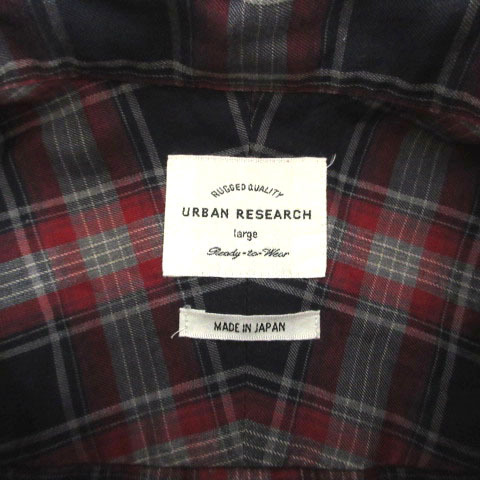 RUGGED QUALITY
URBAN RESEARCH
large
Ready-to-Wear
MADE IN JAPAN